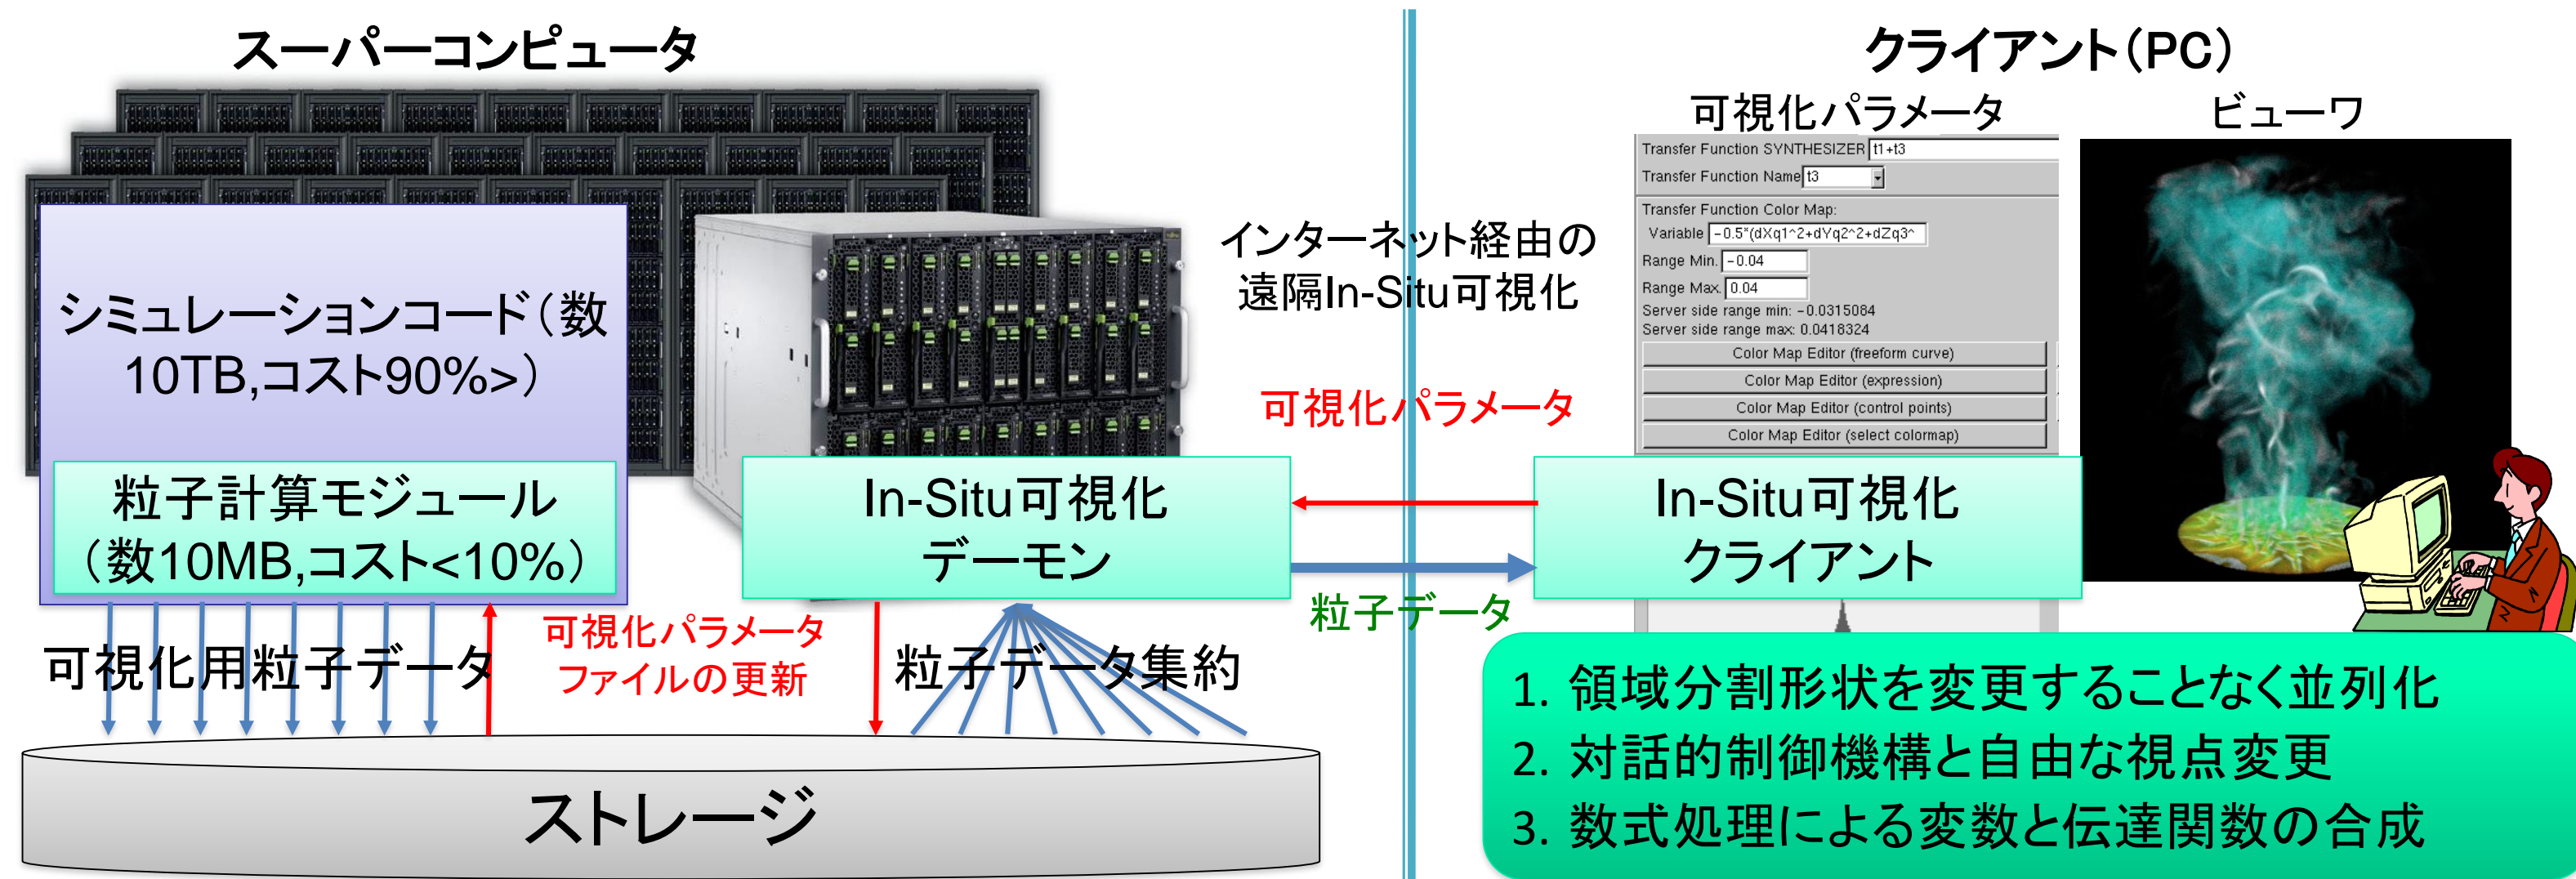 スーパーコンピュータ
シミュレーションコード（数
10TB,コスト90%>）
粒子計算モジュール
（数10MB,コスト<10%）
可視化用粒子データ
可視化パラメータ
ファイルの更新
In-Situ可視化
デーモン
粒子データ集約
ストレージ
インターネット経由の
遠隔In-Situ可視化
可視化パラメータ
粒子データ
クライアント（PC）
可視化パラメータ
ビューワ
Transfer Function SYNTHESIZER t1+t3
Transfer Function Name t3
Transfer Function Color Map:
Variable -0.5*(dXq1^2+dYq2^2+dZq3^
Range Min. -0.04
Range Max. 0.04
Server side range min: -0.0315084
Server side range max: 0.0418324
Color Map Editor (freeform curve)
Color Map Editor (expression)
Color Map Editor (control points)
Color Map Editor (select colormap)
In-Situ可視化
クライアント
1. 領域分割形状を変更することなく並列化
2. 対話的制御機構と自由な視点変更
3. 数式処理による変数と伝達関数の合成